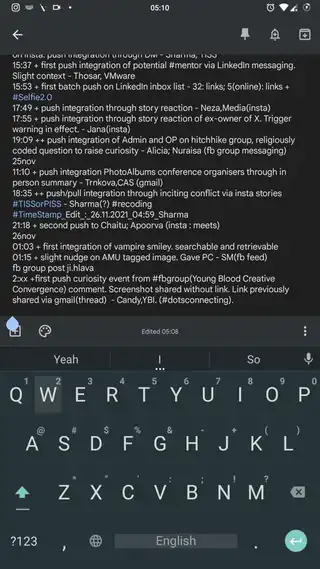 05:10
on insta. push integration through DM - Sharma, TISS
15:37 + first push integration of potential #mentor via LinkedIn messaging.
Slight context - Thosar, VMware
15:53 + first batch push on LinkedIn inbox list - 32: links; 5(online): links +
#Selfie2.0
17:49 + push integration through story reaction - Neza,Media(insta)
17:55 + push integration through story reaction of ex-owner of X. Trigger
warning in effect. - Jana(insta)
19:09 ++ push integration of Admin and OP on hitchhike group, religiously
coded question to raise curiosity - Alicia; Nuraisa (fb group messaging)
25nov
11:10 + push integration PhotoAlbums conference organisers through in
person summary - Trnkova,CAS (gmail)
18:35 ++ push/pull integration through inciting conflict via insta stories
#TISSorPISS - Sharma(?) #recoding
#TimeStamp_Edit_:_26.11.2021_04:59_Sharma
21:18 + second push to Chaitu; Apoorva (insta : meets)
26nov
01:03 + first integration of vampire smiley. searchable and retrievable
01:15 + slight nudge on AMU tagged image. Gave PC - SM(fb feed)
fb group post ji.hlava
2:xx +first push curiosity event from #fbgroup(Young Blood Creative
Convergence) comment. Screenshot shared without link. Link previously
shared via gmail(thread)  - Candy,YBI. (#dotsconnecting).
Edited 05:08
Yeah I So
1 2 3 4 5 6 7 8 9 0
Q W E R T Y U I O P
@ # & - + ( )
A S D F G H J K L
* " ' : ; ! ?
Z X C V B N M
?123 , English .